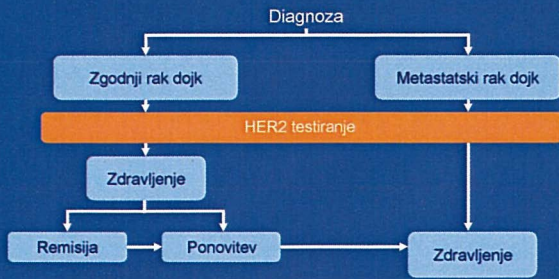 Diagnoza
Zgodnji rak dojk
Metastatski rak dojk
HER2 testiranje
Zdravljenje
Remisija
Ponovitev
Zdravljenje